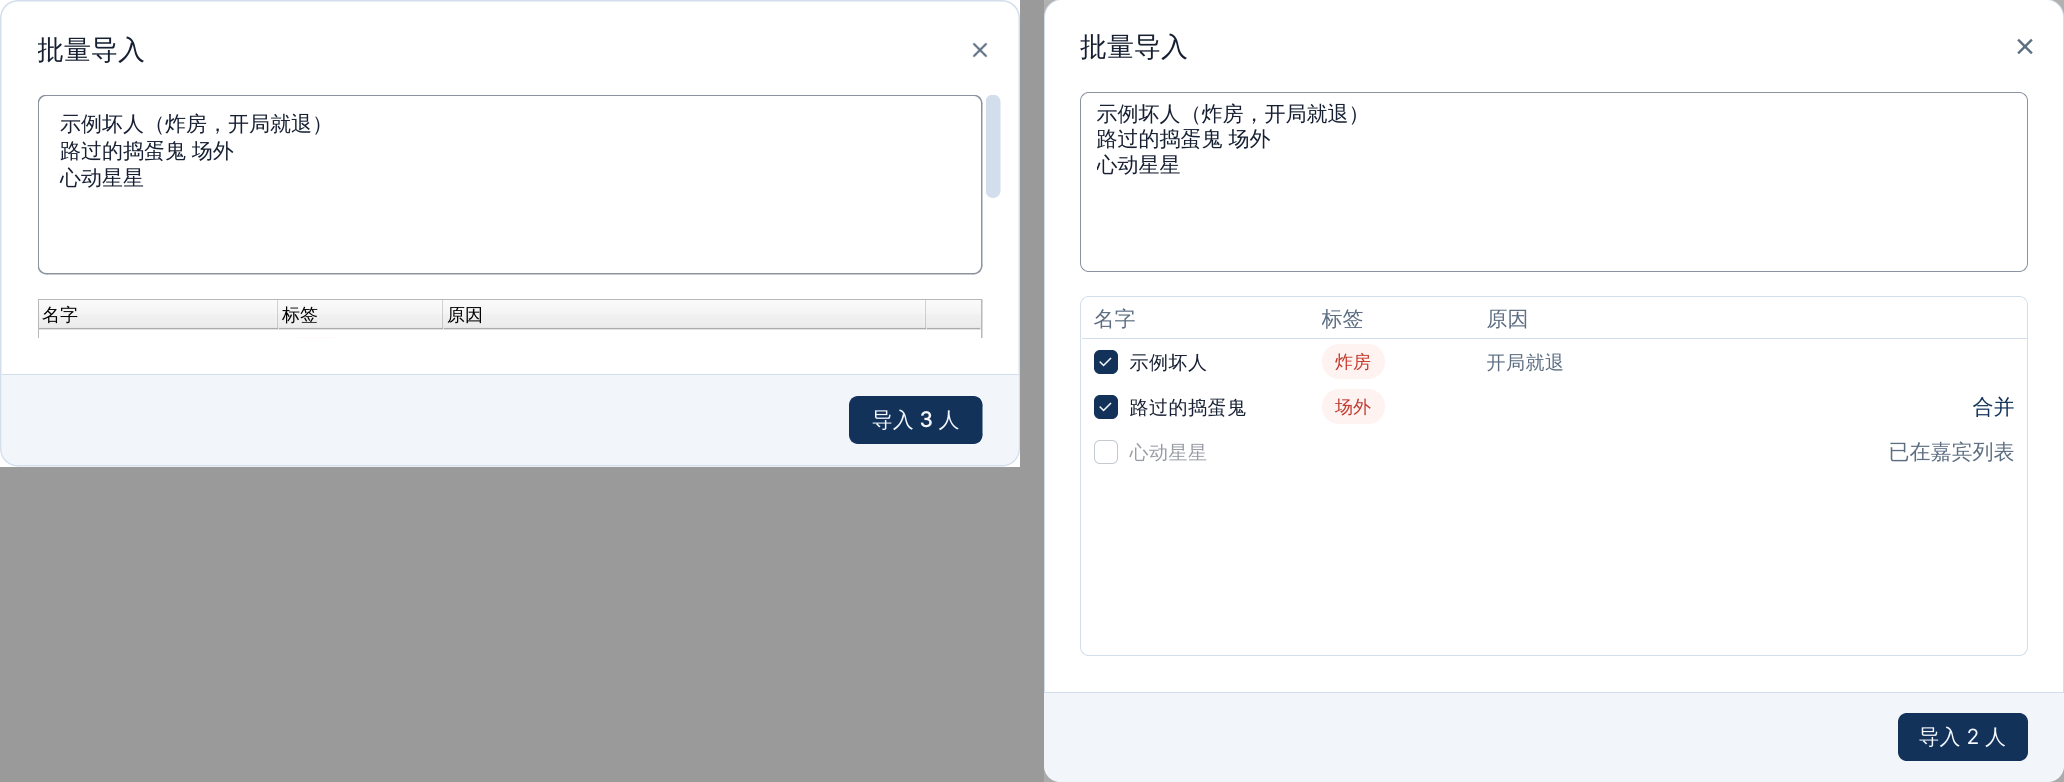 批量导入
示例坏人（炸房，开局就退）
路过的捣蛋鬼 场外
心动星星
名字 标签 原因
导入 3 人
批量导入
示例坏人（炸房，开局就退）
路过的捣蛋鬼 场外
心动星星
名字 标签 原因
示例坏人 炸房 开局就退
路过的捣蛋鬼 场外 合并
心动星星 已在嘉宾列表
导入 2 人